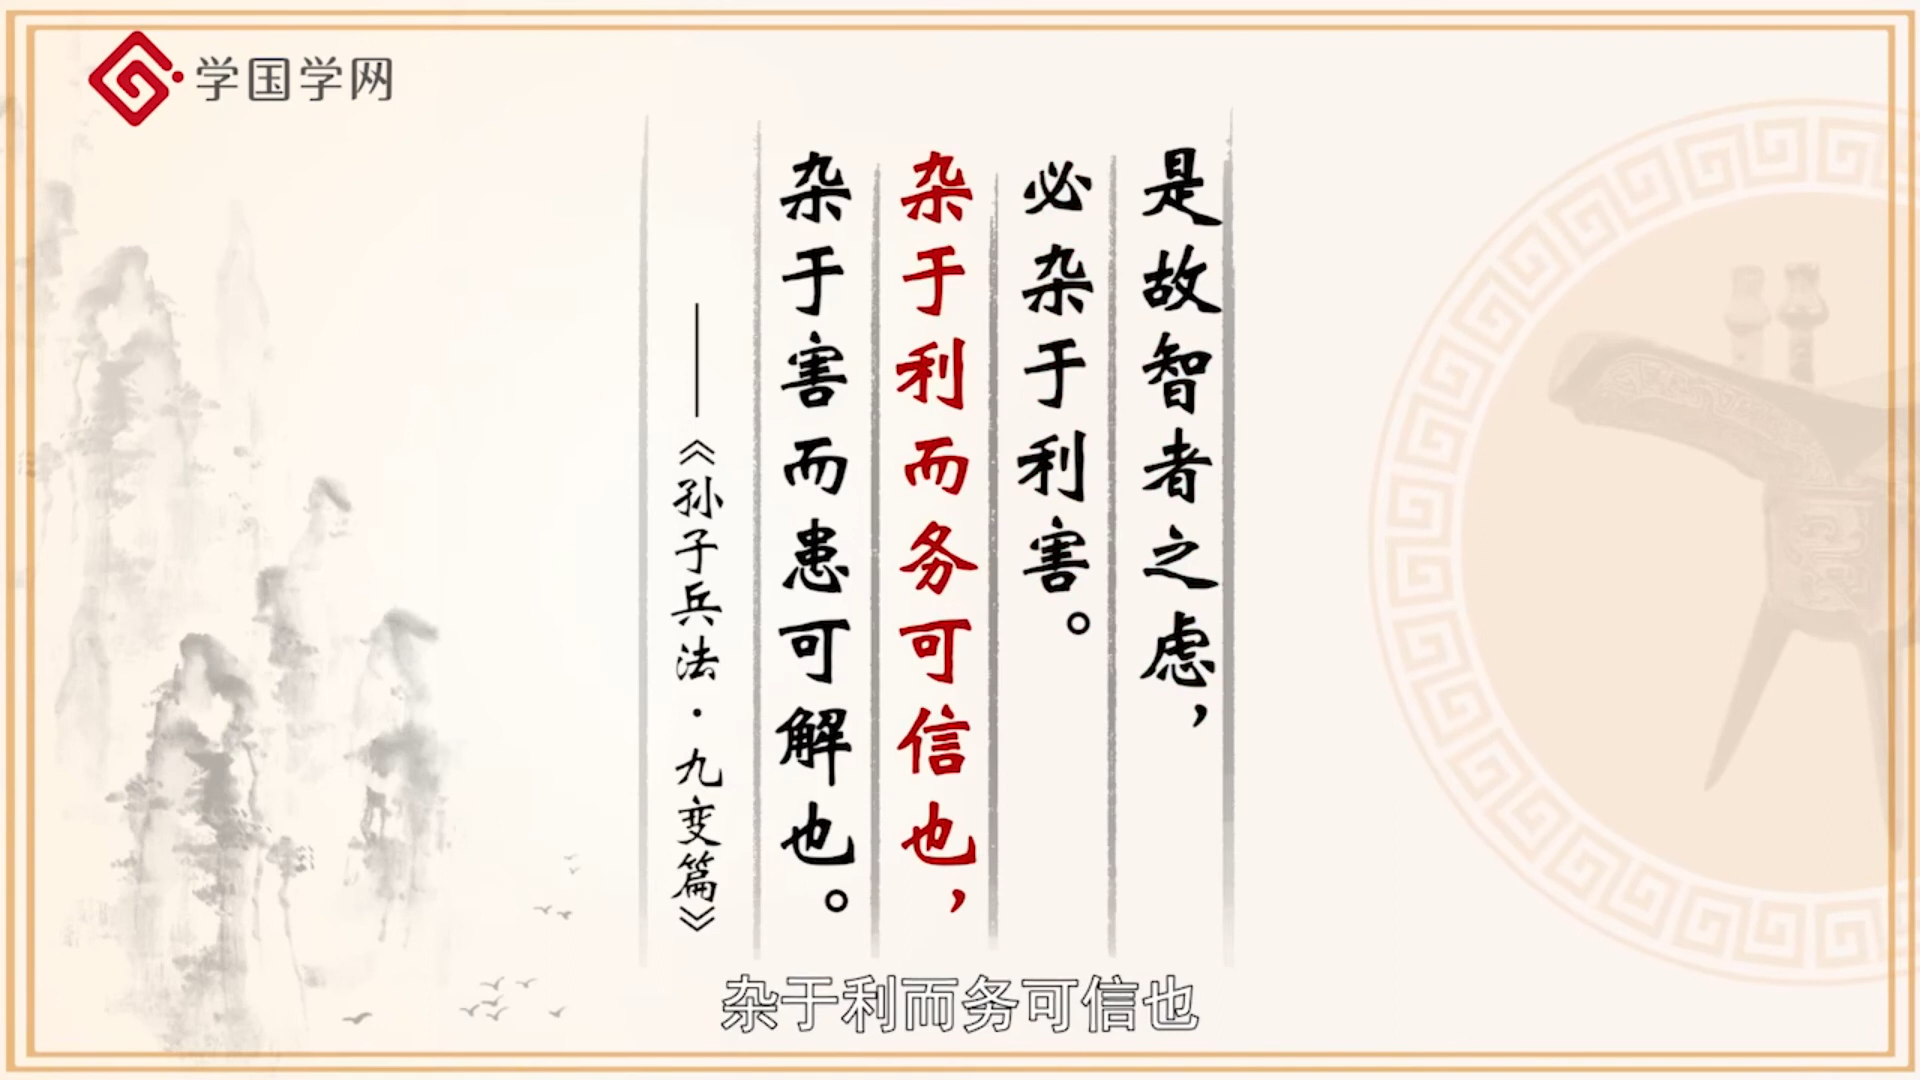 学国学网
是故智者之虑，
必杂于利害。
杂于利而务可信也，
杂于害而患可解也。
——《孙子兵法·九变篇》
杂于利而务可信也